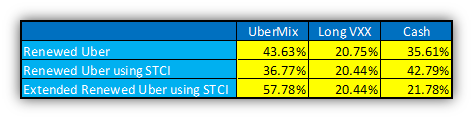 UberMix Long VXX Cash
Renewed Uber 43.63% 20.75% 35.61%
Renewed Uber using STCI 36.77% 20.44% 42.79%
Extended Renewed Uber using STCI 57.78% 20.44% 21.78%